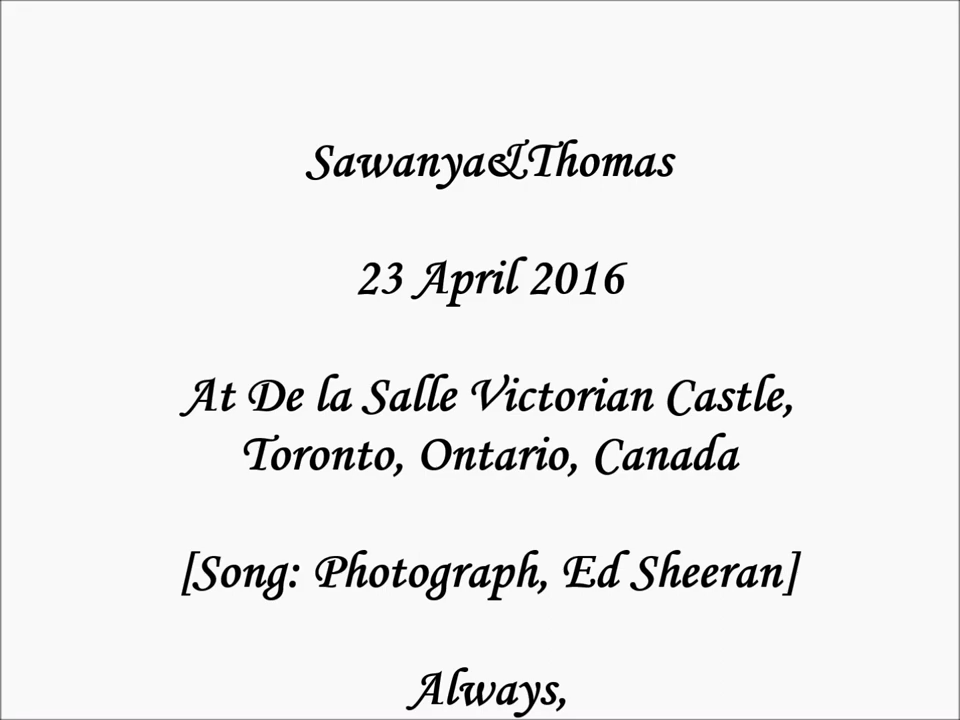 Sawanya&Thomas
23 April 2016
At De la Salle Victorian Castle,
Toronto, Ontario, Canada
[Song: Photograph, Ed Sheeran]
Always,